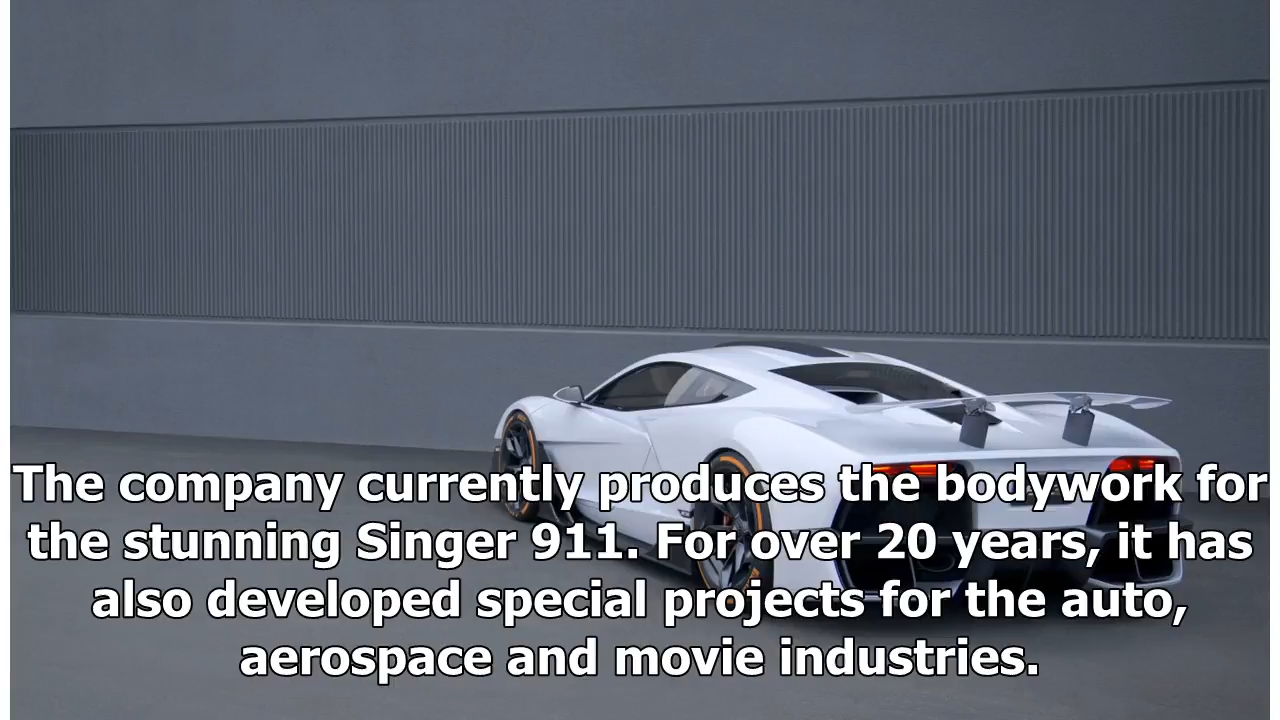 The company currently produces the bodywork for
the stunning Singer 911. For over 20 years, it has
also developed special projects for the auto,
aerospace and movie industries.